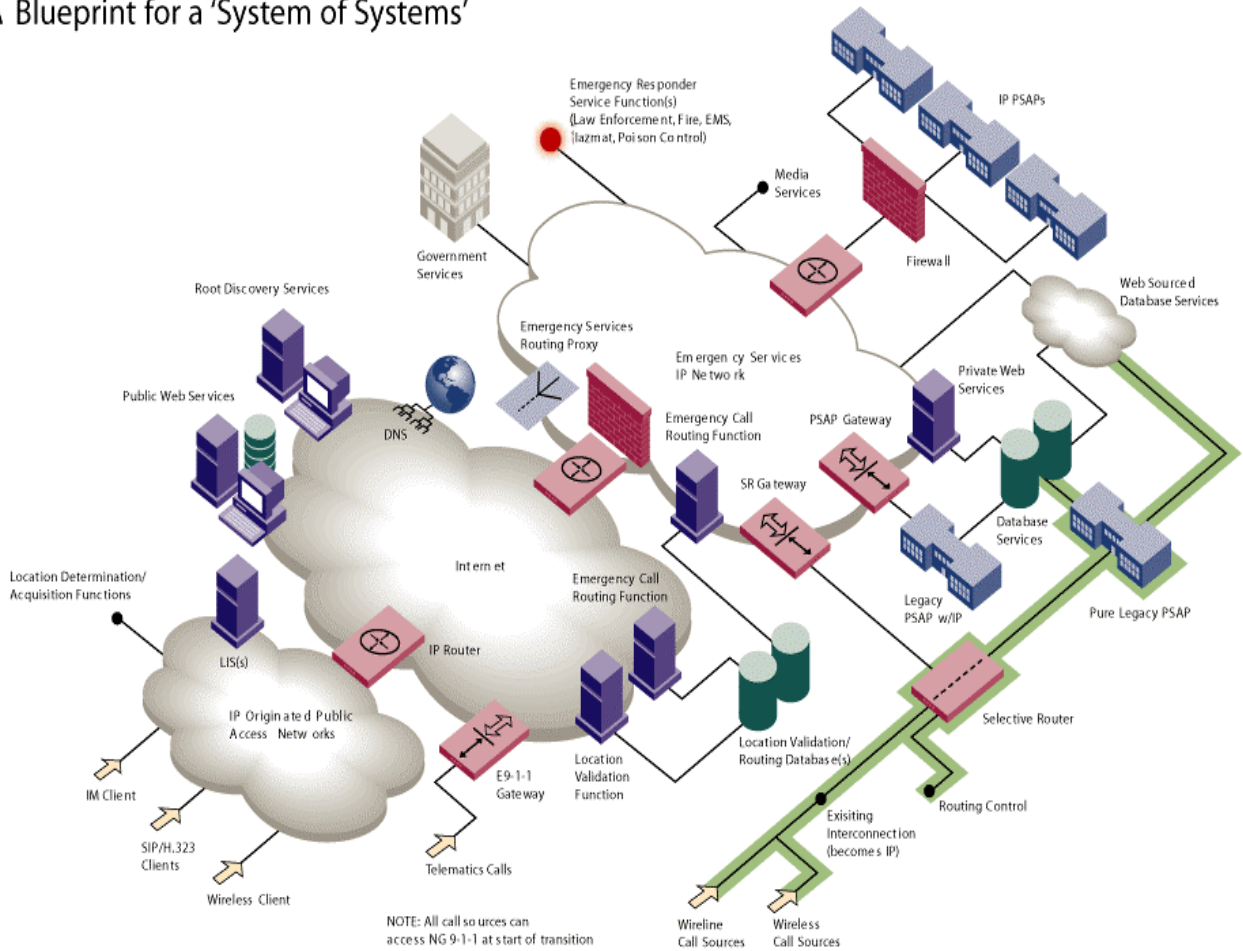 A Blueprint for a ‘System of Systems’
Emergency Responder
Service Function(s)
(Law Enforcement, Fire, EMS,
Hazmat, Poison Control)
IP PSAPs
Media
Services
Government
Services
Firewall
Web Sourced
Database Services
Root Discovery Services
Emergency Services
Routing Proxy
Emergency Services
IP Network
Private Web
Services
Public Web Services
DNS
Emergency Call
Routing Function
PSAP Gateway
SR Gateway
Database
Services
Internet
Location Determination/
Acquisition Functions
Emergency Call
Routing Function
Legacy
PSAP w/IP
Pure Legacy PSAP
LIS(s)
IP Router
IP Originated Public
Access Networks
Selective Router
Location Validation/
Routing Database(s)
Location
Validation
Function
E9-1-1
Gateway
IM Client
Routing Control
Exisiting
Interconnection
(becomes IP)
SIP/H.323
Clients
Telematics Calls
Wireless Client
NOTE: All call sources can
access NG 9-1-1 at start of transition
Wireline
Call Sources
Wireless
Call Sources